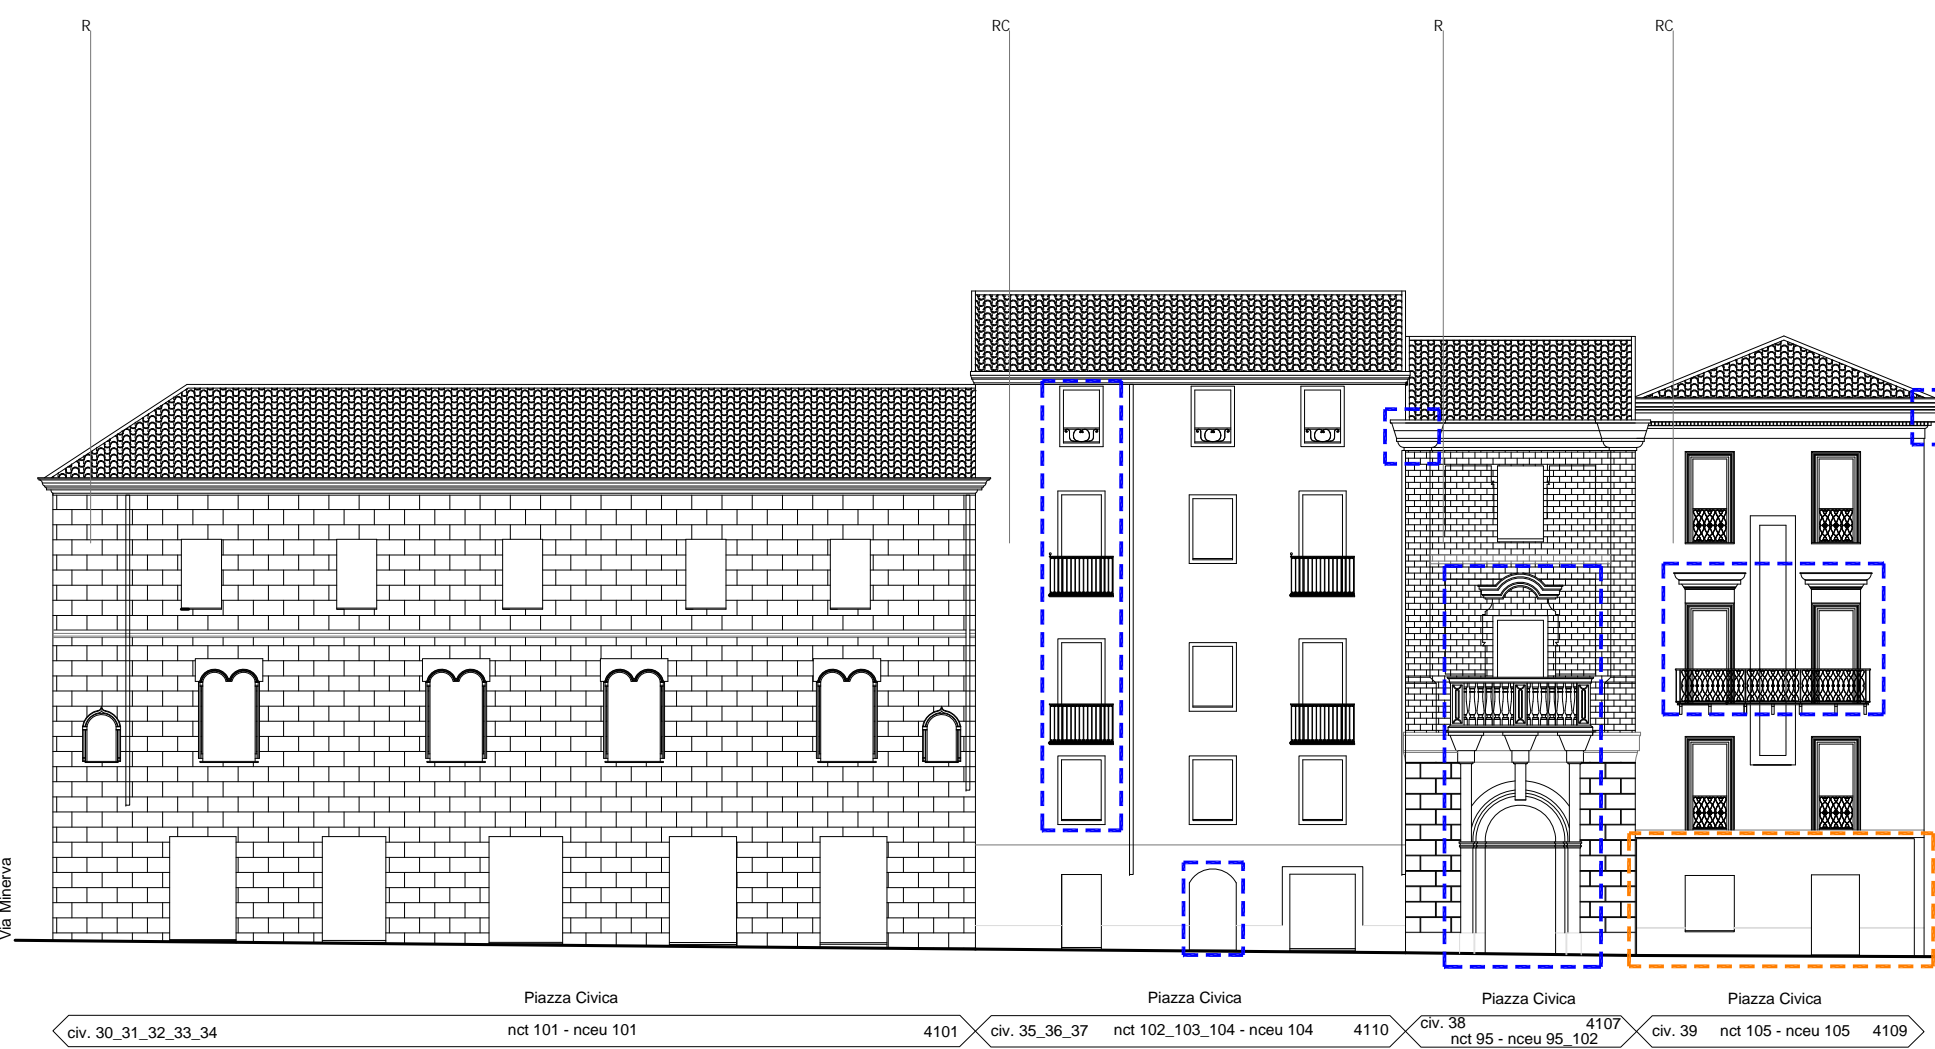 R
RC
R
RC
Via Minerva
Piazza Civica
Piazza Civica
Piazza Civica
Piazza Civica
civ. 30_31_32_33_34 nct 101 - nceu 101 4101
civ. 35_36_37 nct 102_103_104 - nceu 104 4110
civ. 38 4107
nct 95 - nceu 95_102
civ. 39 nct 105 - nceu 105 4109